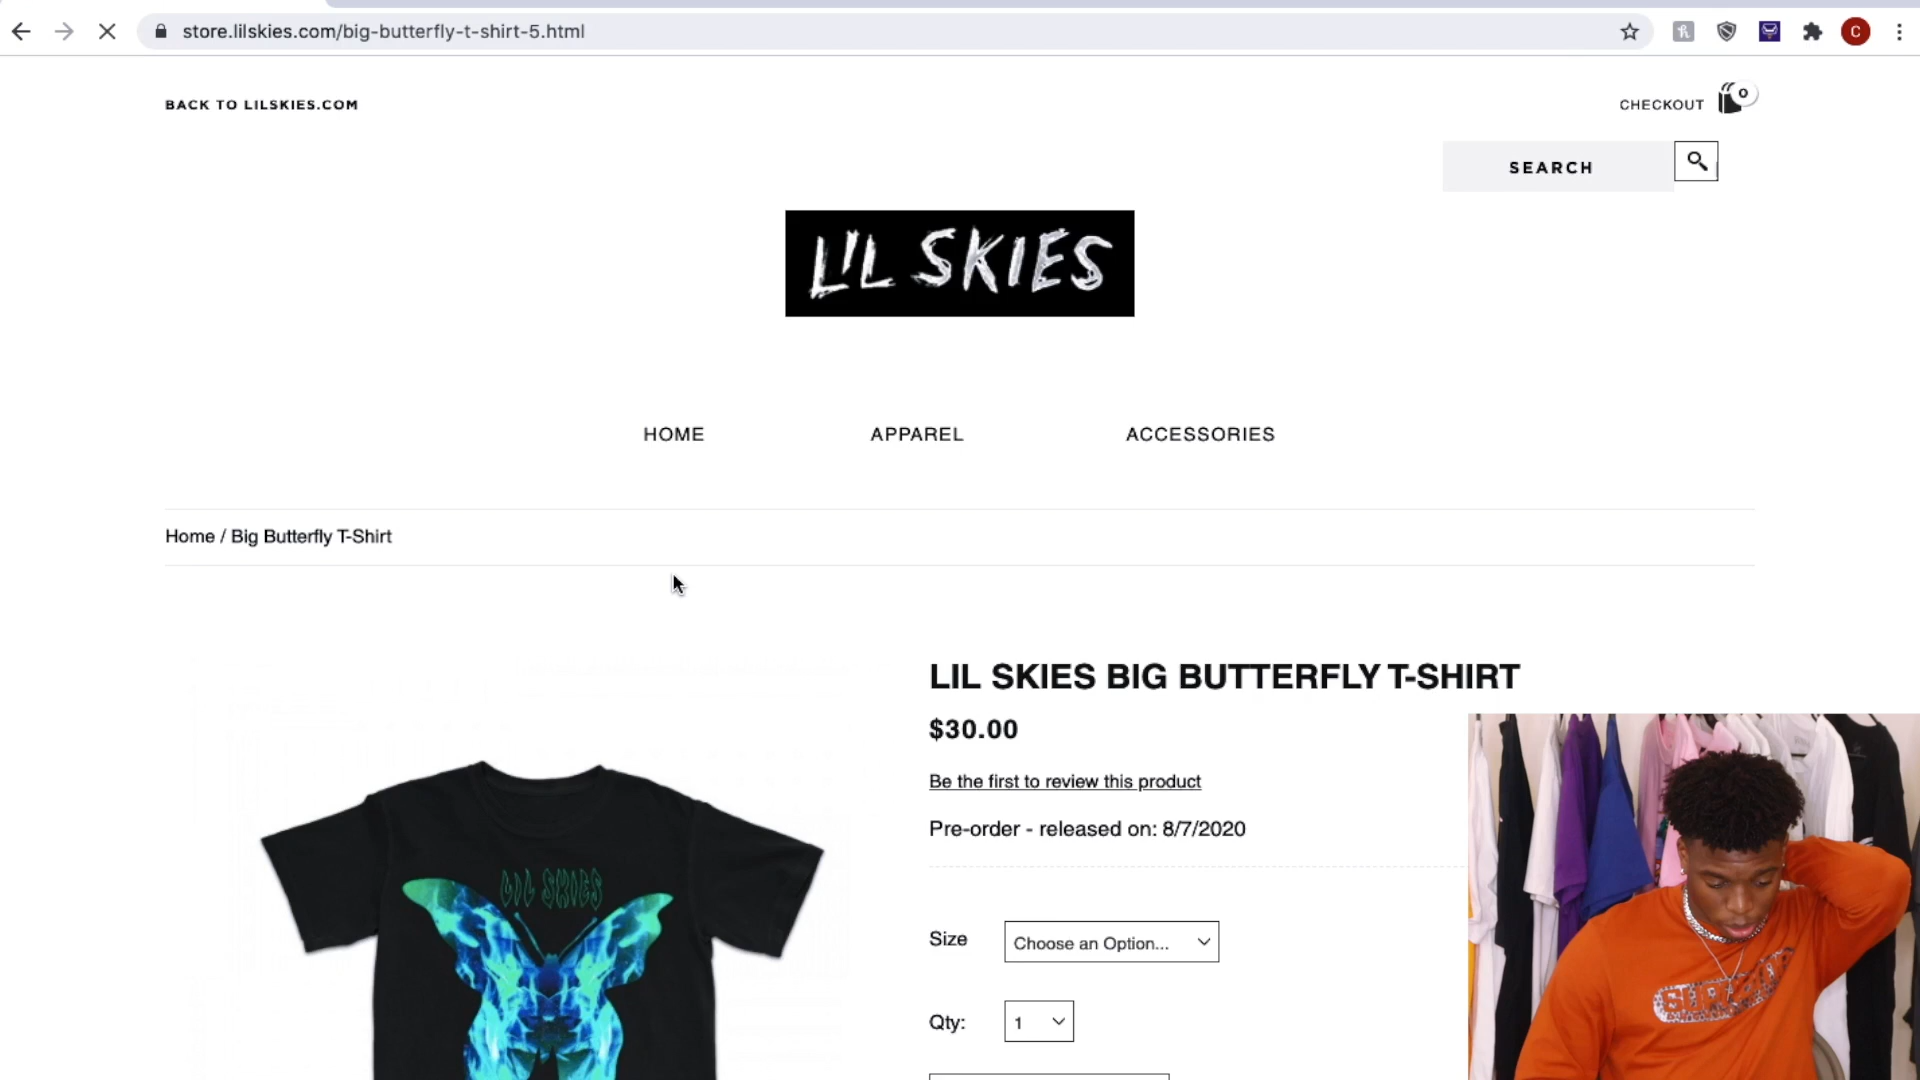 store.lilskies.com/big-butterfly-t-shirt-5.html
C
BACK TO LILSKIES.COM
CHECKOUT
0
SEARCH
LIL SKIES
HOME
APPAREL
ACCESSORIES
Home / Big Butterfly T-Shirt
LIL SKIES BIG BUTTERFLY T-SHIRT
$30.00
Be the first to review this product
Pre-order - released on: 8/7/2020
LIL SKIES
Size
Choose an Option...
Qty:
1